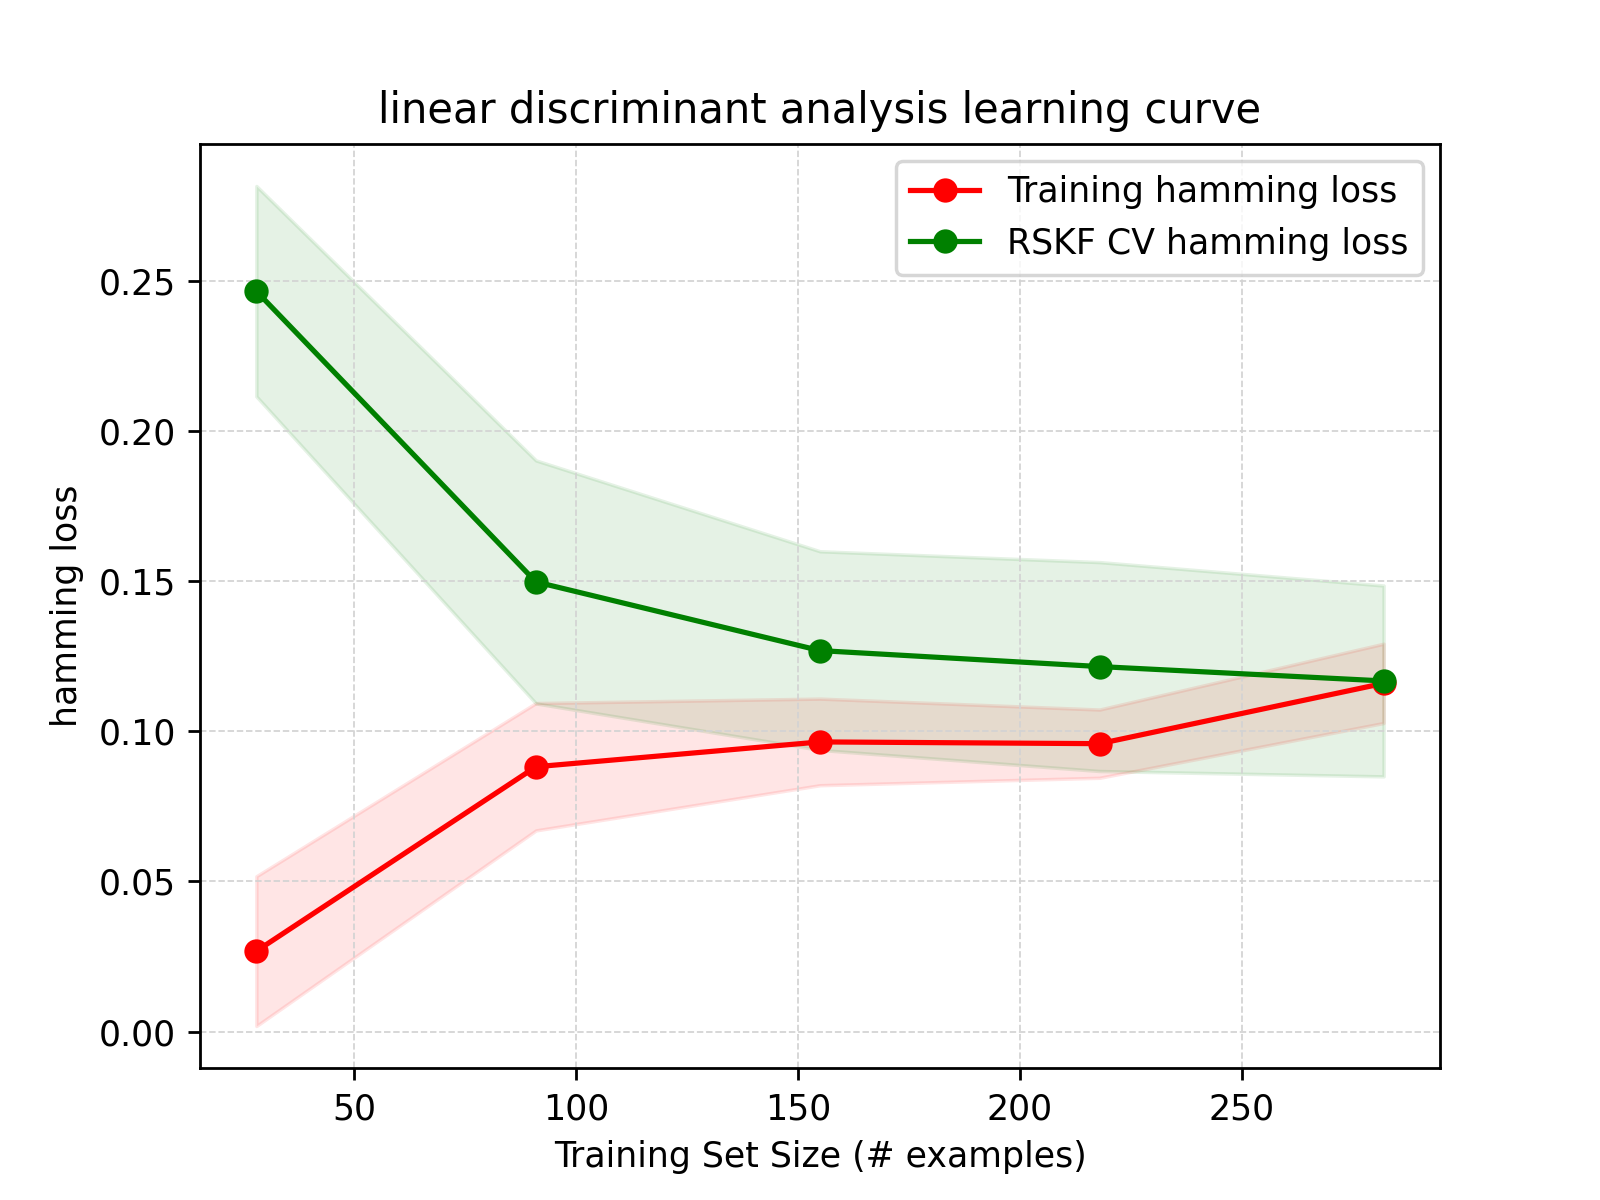 linear discriminant analysis learning curve
Training hamming loss
RSKF CV hamming loss
hamming loss
0.25
0.20
0.15
0.10
0.05
0.00
50 100 150 200 250
Training Set Size (# examples)